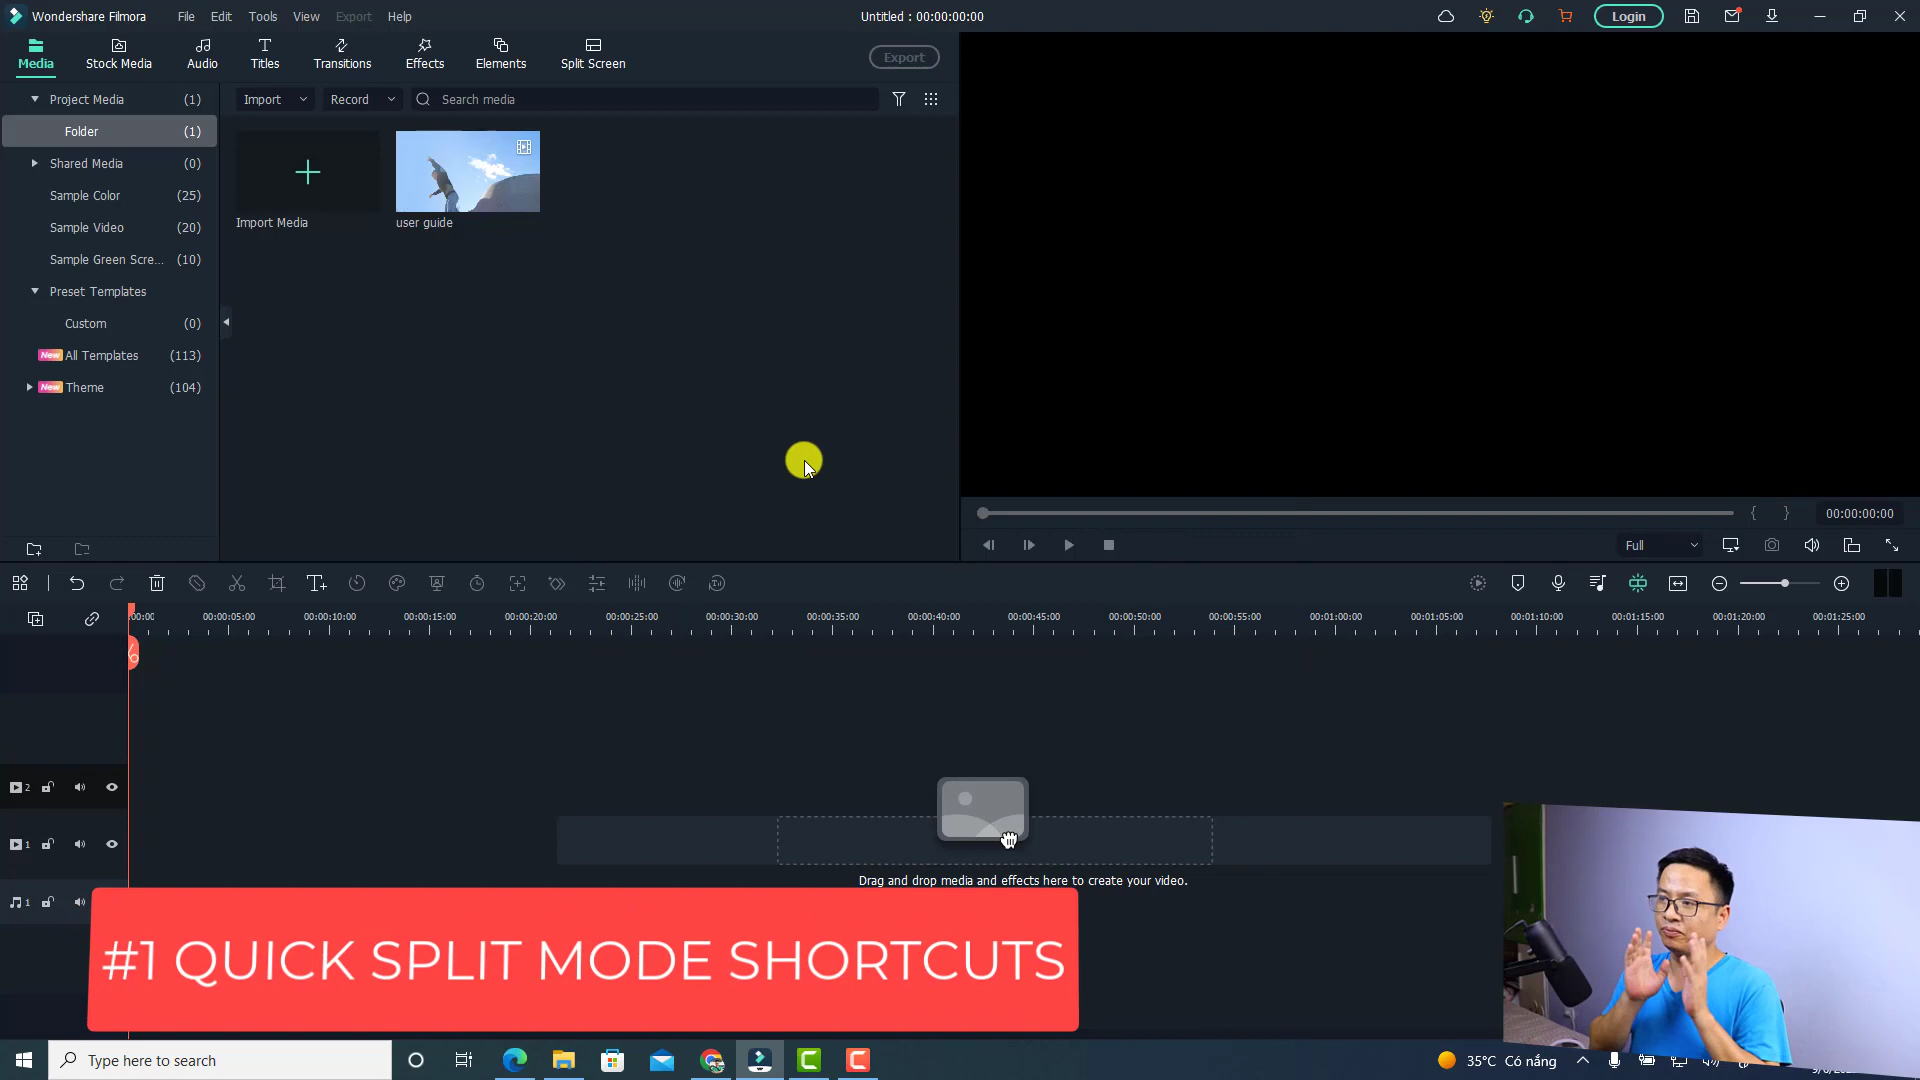 Wondershare Filmora File Edit Tools View Export Help Untitled : 00:00:00:00 Login
Media Stock Media Audio Titles Transitions Effects Elements Split Screen Export
Project Media (1)
Folder (1)
Shared Media (0)
Sample Color (25)
Sample Video (20)
Sample Green Scre... (10)
Preset Templates
Custom (0)
New All Templates (113)
New Theme (104)
Import Record Search media
Import Media user guide
00:00:00:00
Full
:00:00 00:00:05:00 00:00:10:00 00:00:15:00 00:00:20:00 00:00:25:00 00:00:30:00 00:00:35:00 00:00:40:00 00:00:45:00 00:00:50:00 00:00:55:00 00:01:00:00 00:01:05:00 00:01:10:00 00:01:15:00 00:01:20:00 00:01:25:00
2
1
1
Drag and drop media and effects here to create your video.
#1 QUICK SPLIT MODE SHORTCUTS
Type here to search 35°C Có nắng